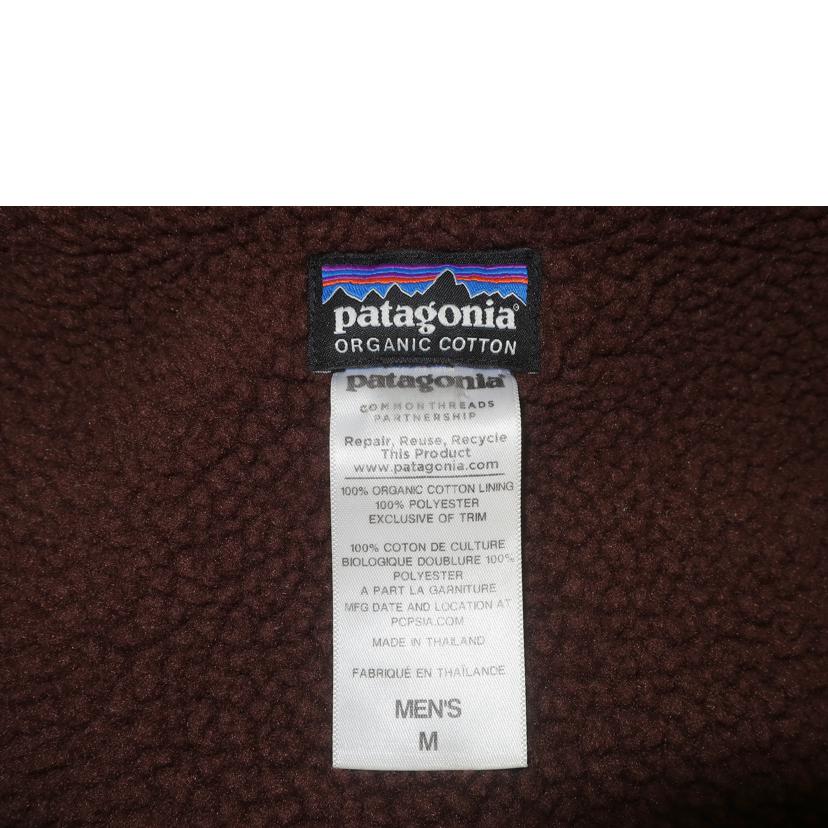 patagonia®
ORGANIC COTTON
patagonia®
COMMON THREADS
PARTNERSHIP
Repair, Reuse, Recycle
This Product
www.patagonia.com
100% ORGANIC COTTON LINING
100% POLYESTER
EXCLUSIVE OF TRIM
100% COTON DE CULTURE
BIOLOGIQUE DOUBLURE 100%
POLYESTER
A PART LA GARNITURE
MFG DATE AND LOCATION AT
PCPSIA.COM
MADE IN THAILAND
FABRIQUÉ EN THAÏLANDE
MEN'S
M